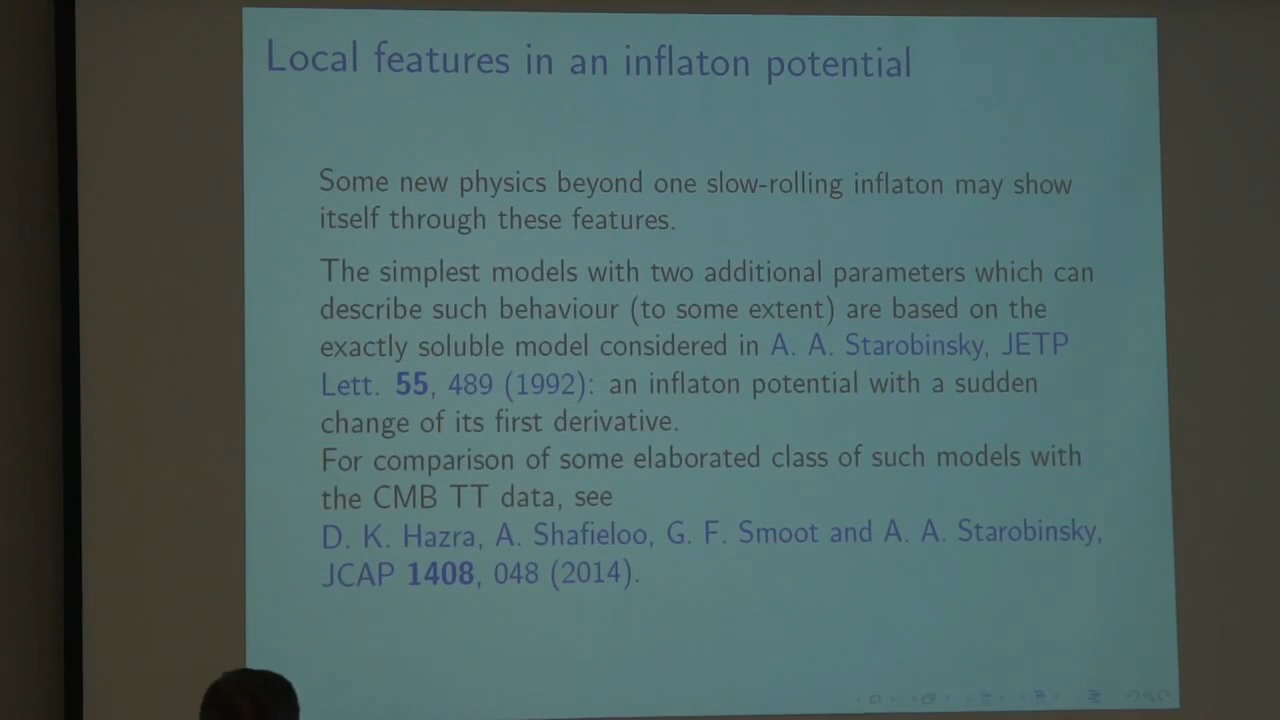 Local features in an inflaton potential
Some new physics beyond one slow-rolling inflaton may show
itself through these features.
The simplest models with two additional parameters which can
describe such behaviour (to some extent) are based on the
exactly soluble model considered in A. A. Starobinsky, JETP
Lett. 55, 489 (1992): an inflaton potential with a sudden
change of its first derivative.
For comparison of some elaborated class of such models with
the CMB TT data, see
D. K. Hazra, A. Shafieloo, G. F. Smoot and A. A. Starobinsky,
JCAP 1408, 048 (2014).